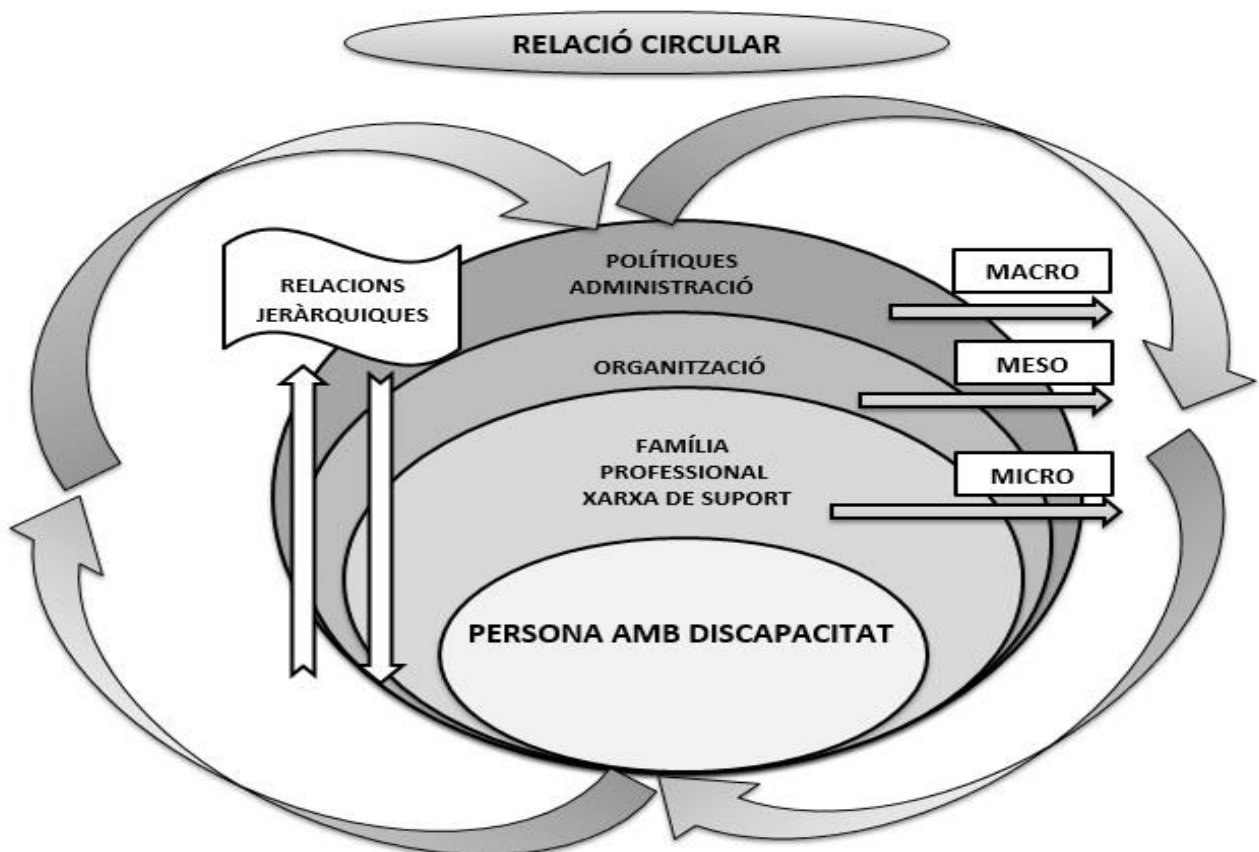 RELACIÓ CIRCULAR
RELACIONS
JERÀRQUIQUES
POLÍTIQUES
ADMINISTRACIÓ
MACRO
ORGANITZACIÓ
MESO
FAMÍLIA
PROFESSIONAL
XARXA DE SUPORT
MICRO
PERSONA AMB DISCAPACITAT